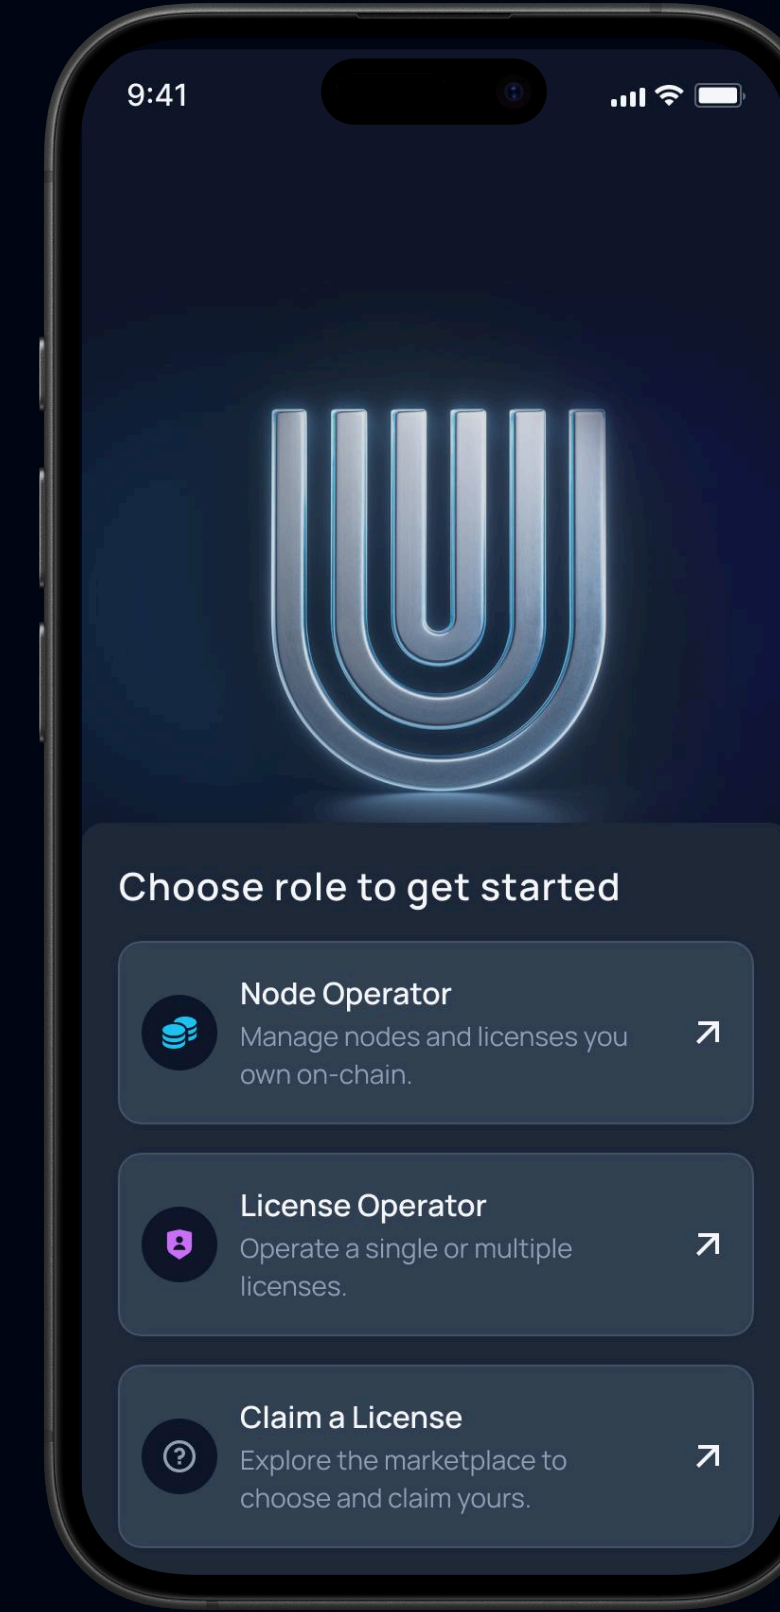 9:41
Choose role to get started
Node Operator
Manage nodes and licenses you
own on-chain.
License Operator
Operate a single or multiple
licenses.
Claim a License
Explore the marketplace to
choose and claim yours.